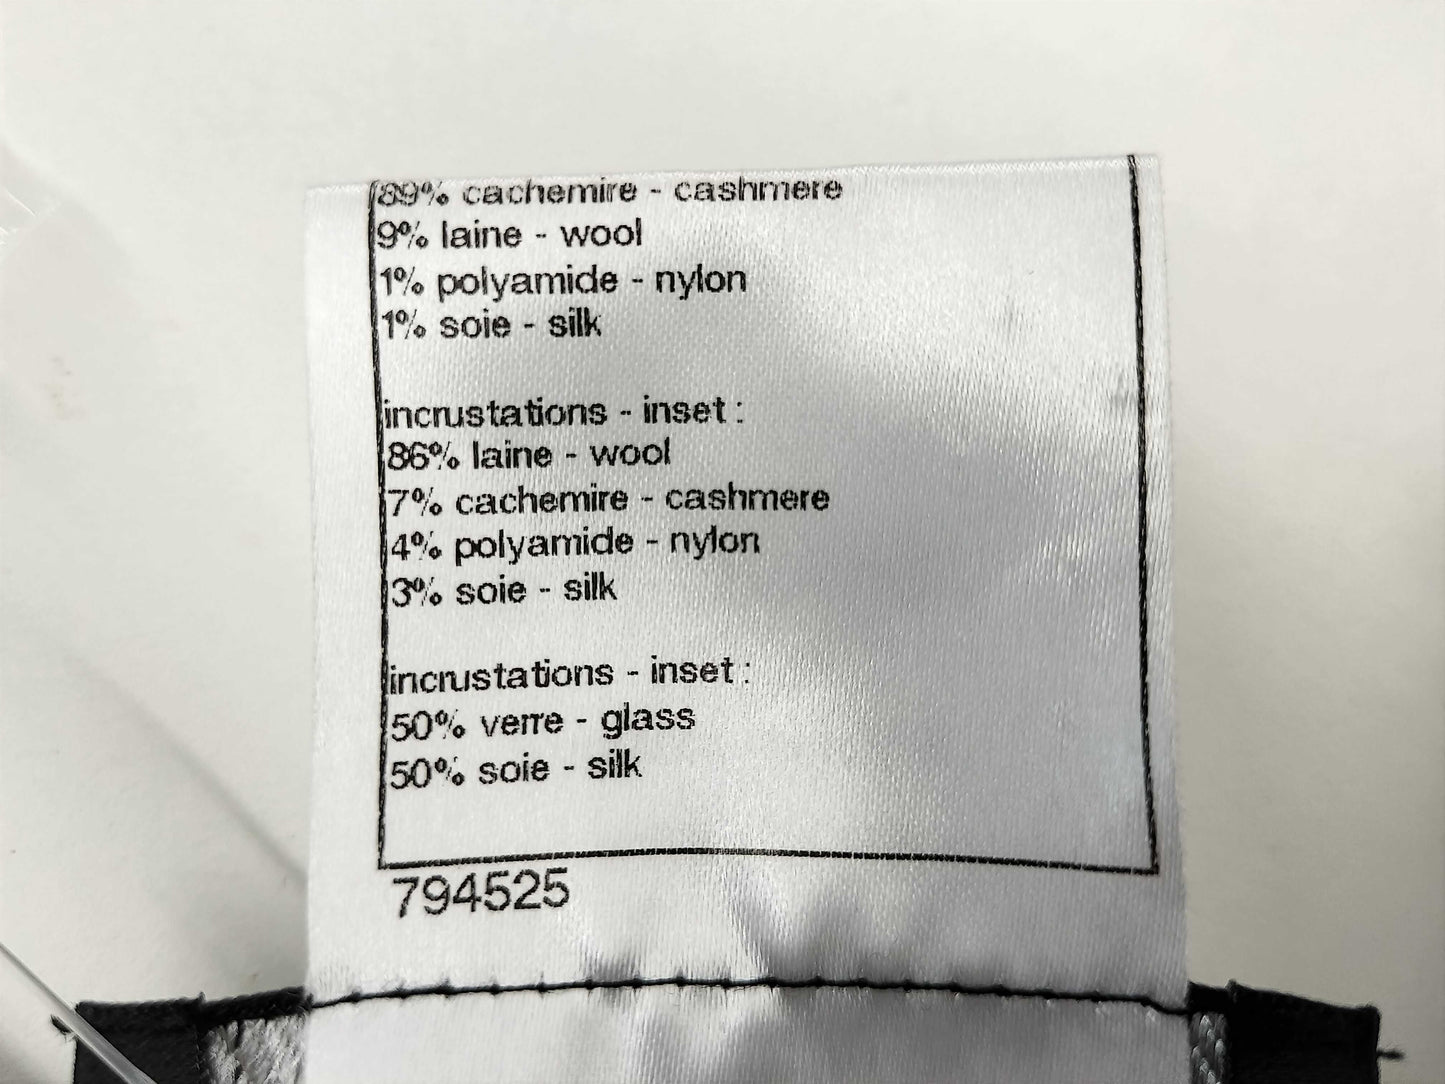 89% cachemire - cashmere
9% laine - wool
1% polyamide - nylon
1% soie - silk
incrustations - inset :
86% laine - wool
7% cachemire - cashmere
4% polyamide - nylon
3% soie - silk
incrustations - inset :
50% verre - glass
50% soie - silk
794525